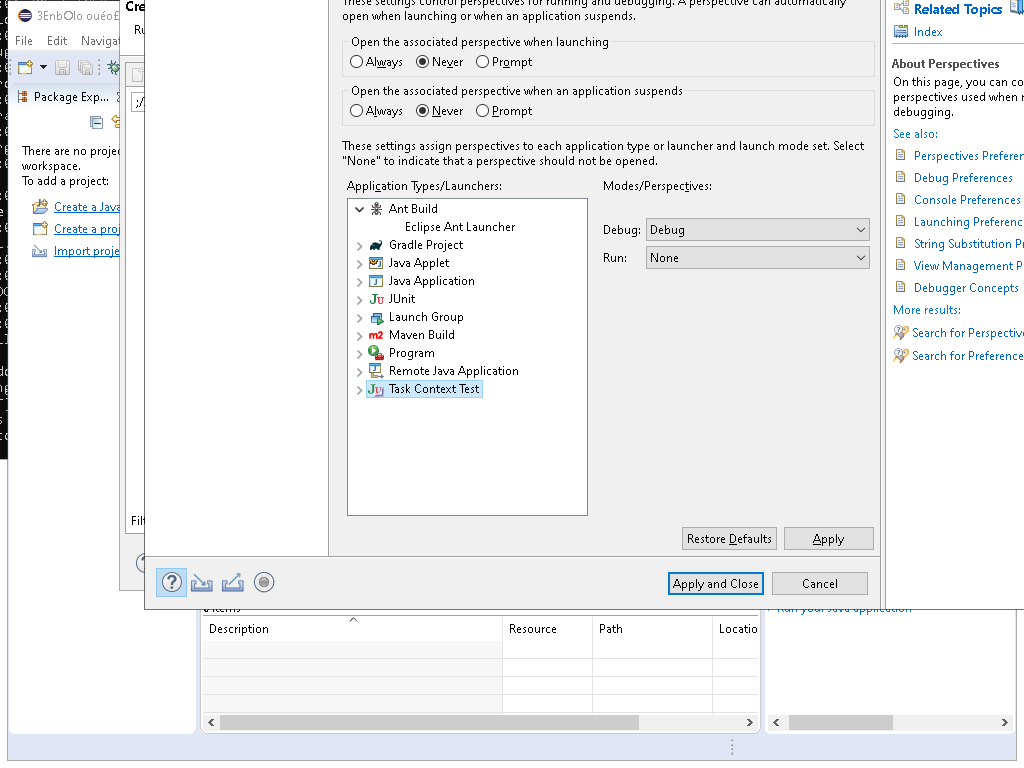 These settings control perspectives for running and debugging. A perspective can automatically
open when launching or when an application suspends.
Open the associated perspective when launching
Always
Never
Prompt
Open the associated perspective when an application suspends
Always
Never
Prompt
These settings assign perspectives to each application type or launcher and launch mode set. Select
"None" to indicate that a perspective should not be opened.
Application Types/Launchers:
Modes/Perspectives:
Ant Build
Eclipse Ant Launcher
Gradle Project
Java Applet
Java Application
JUnit
Launch Group
Maven Build
Program
Remote Java Application
Task Context Test
Debug:
Debug
Run:
None
Restore Defaults
Apply
Apply and Close
Cancel
Related Topics
Index
About Perspectives
On this page, you can co
perspectives used when r
debugging.
See also:
Perspectives Preferen
Debug Preferences
Console Preferences
Launching Preferenc
String Substitution Pr
View Management P
Debugger Concepts
More results:
Search for Perspective
Search for Preference
File
Edit
Navigat
Package Exp...
There are no proje
workspace.
To add a project:
Create a Java
Create a proj
Import proje
Cre
Ru
Filt
Run your Java application
Description
Resource
Path
Locatio